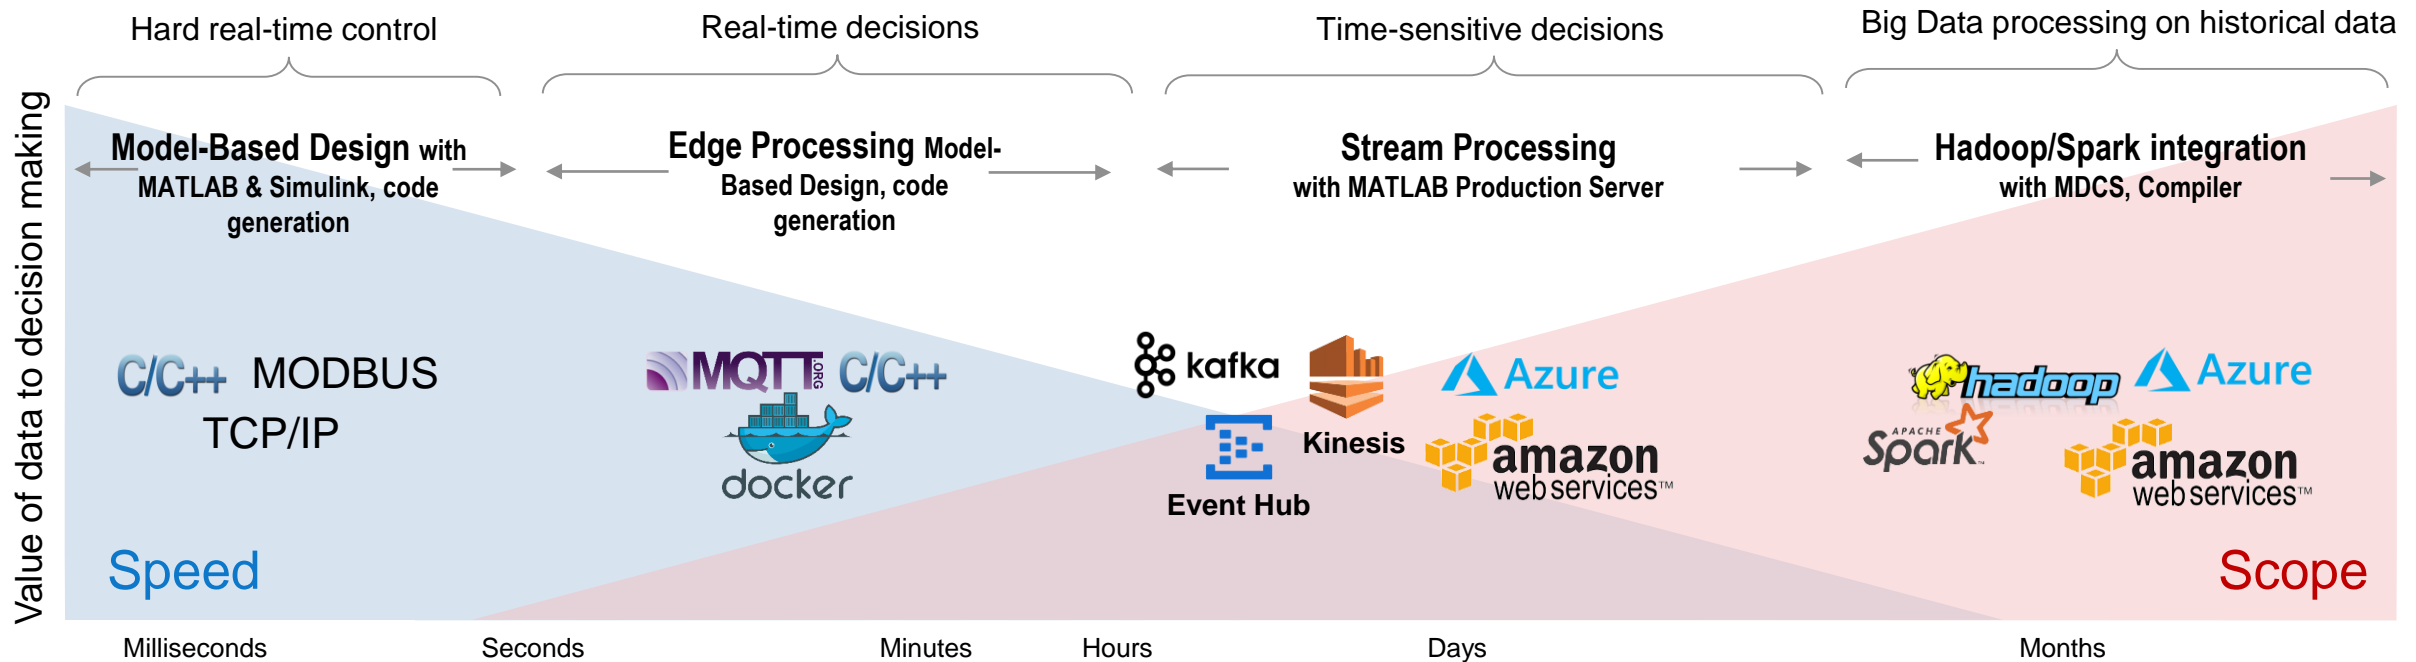 Hard real-time control
Real-time decisions
Time-sensitive decisions
Big Data processing on historical data
Value of data to decision making
Model-Based Design with
MATLAB & Simulink, code
generation
Edge Processing Model-
Based Design, code
generation
Stream Processing
with MATLAB Production Server
Hadoop/Spark integration
with MDCS, Compiler
C/C++ MODBUS
TCP/IP
MQTT.ORG C/C++
docker
kafka
Kinesis
Event Hub
Azure
amazon
web services™
hadoop
Azure
APACHE
Spark™
amazon
web services™
Speed
Scope
Milliseconds
Seconds
Minutes
Hours
Days
Months